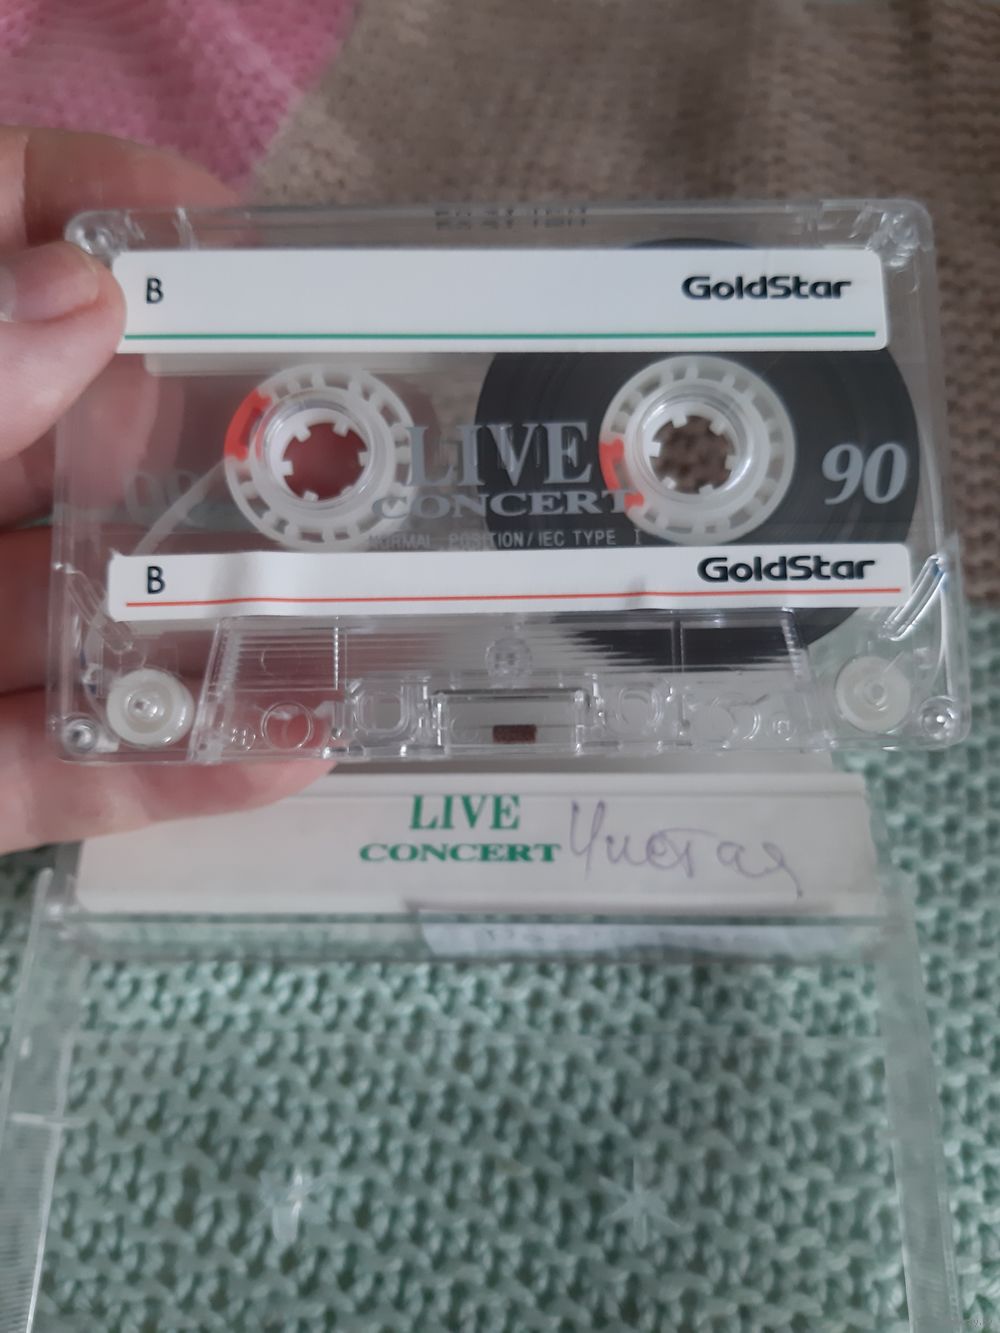 B GoldStar
LIVE 90
CONCERT
NORMAL POSITION / IEC TYPE I
B GoldStar
LIVE
CONCERT Чистая